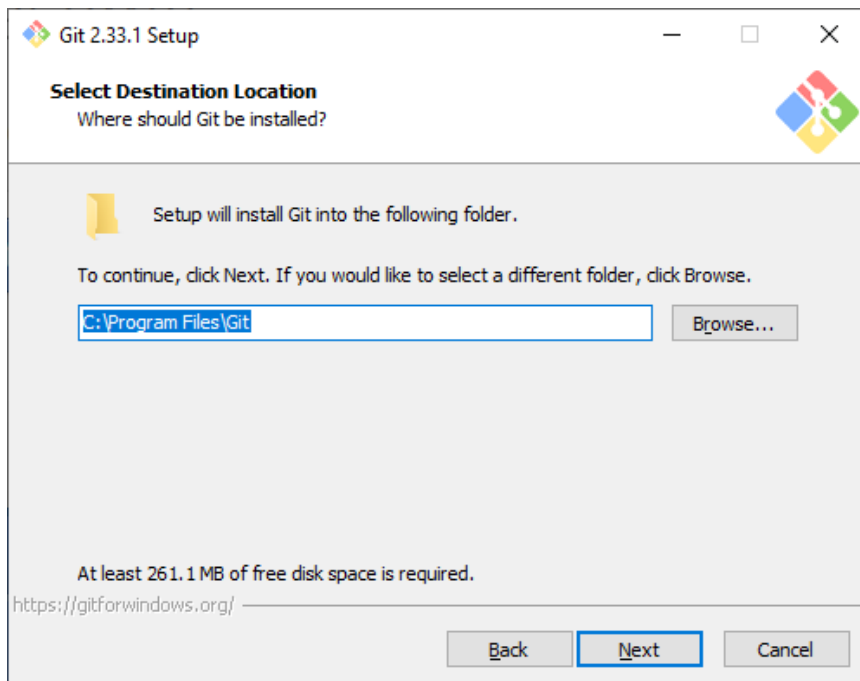 Git 2.33.1 Setup
Select Destination Location
Where should Git be installed?
Setup will install Git into the following folder.
To continue, click Next. If you would like to select a different folder, click Browse.
C:\Program Files\Git
Browse...
At least 261.1 MB of free disk space is required.
https://gitforwindows.org/
Back
Next
Cancel